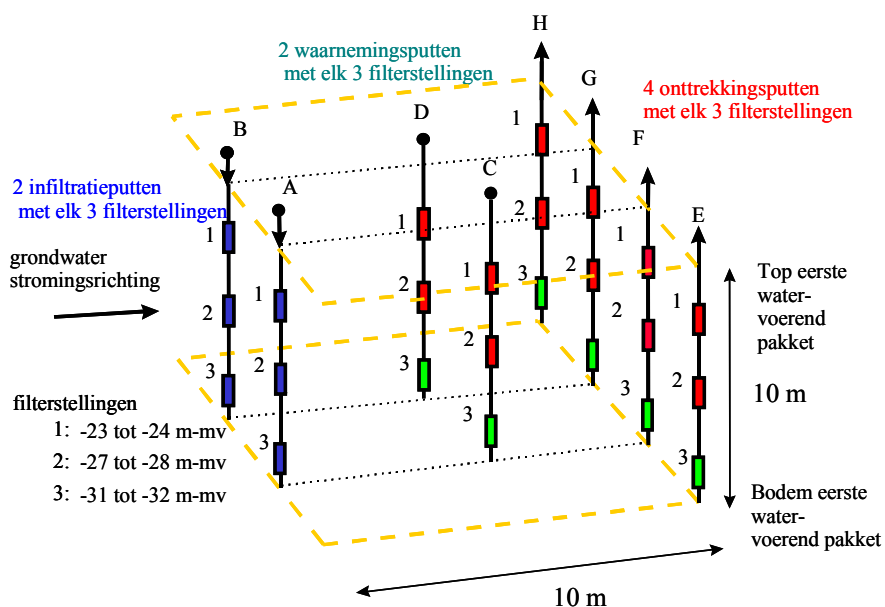 H
2 waarnemingsputten
met elk 3 filterstellingen
G
4 onttrekkingsputten
met elk 3 filterstellingen
B
D
F
1
C
A
1
2 infiltratieputten
met elk 3 filterstellingen
E
1
2
1
1
grondwater
stromingsrichting
1
3
2
Top eerste
water-
voerend
pakket
1
2
1
2
2
2
10 m
2
2
3
3
3
3
filterstellingen
1: -23 tot -24 m-mv
2: -27 tot -28 m-mv
3: -31 tot -32 m-mv
3
3
3
Bodem eerste
water-
voerend pakket
10 m